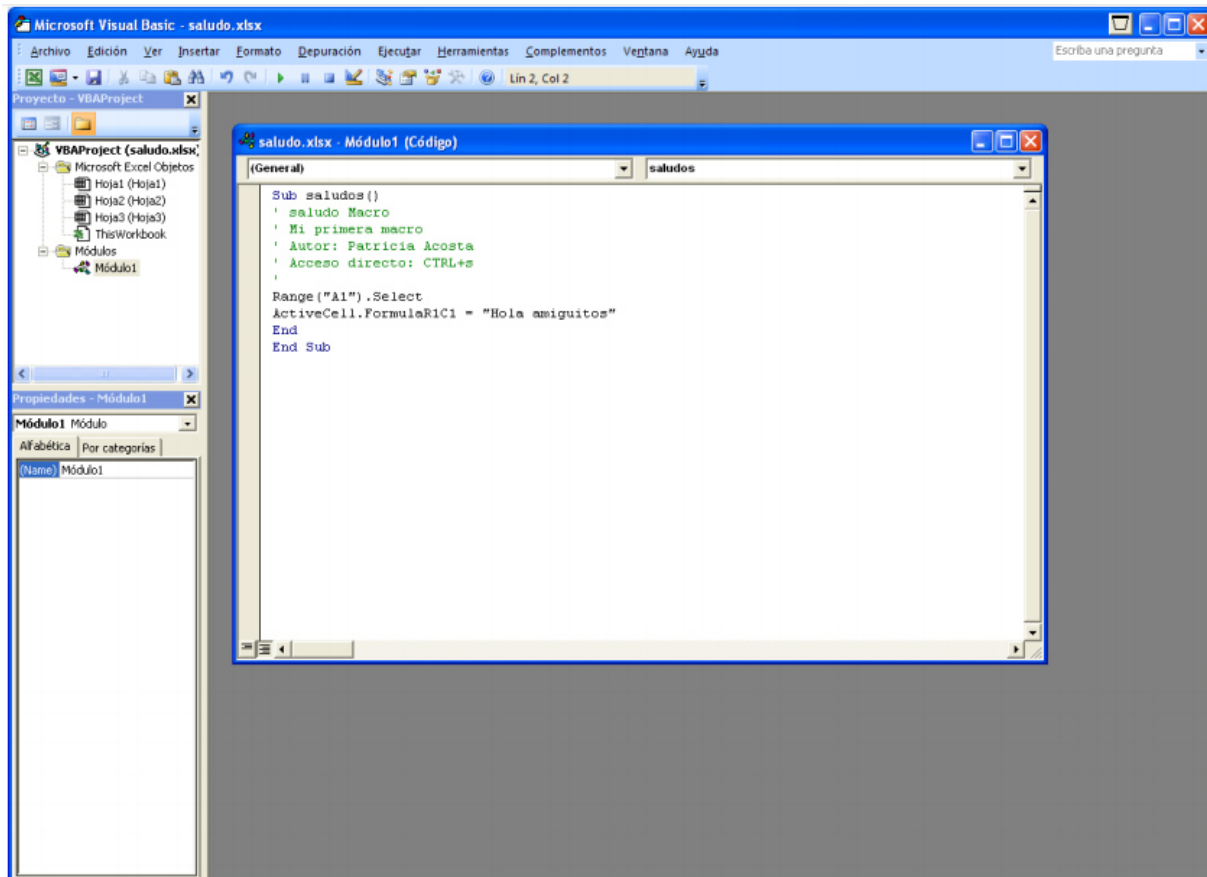 Microsoft Visual Basic - saludo.xlsx
Archivo Edición Ver Insertar Formato Depuración Ejecutar Herramientas Complementos Ventana Ayuda
Escriba una pregunta
Lín 2, Col 2
Proyecto - VBAProject
VBAProject (saludo.xlsx)
Microsoft Excel Objetos
Hoja1 (Hoja1)
Hoja2 (Hoja2)
Hoja3 (Hoja3)
ThisWorkbook
Módulos
Módulo1
Propiedades - Módulo1
Módulo1 Módulo
Alfabética Por categorías
(Name) Módulo1
saludo.xlsx - Módulo1 (Código)
(General) saludos
Sub saludos()
' saludo Macro
' Mi primera macro
' Autor: Patricia Acosta
' Acceso directo: CTRL+s
'
Range("A1").Select
ActiveCell.FormulaR1C1 = "Hola amiguitos"
End
End Sub